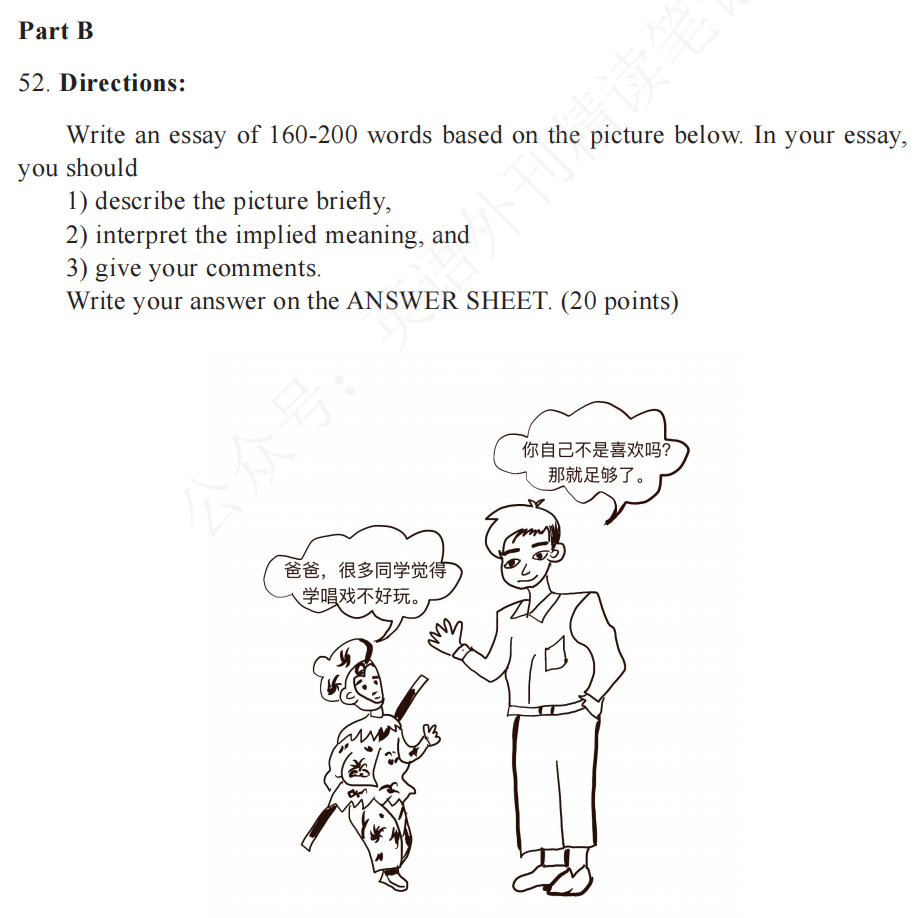 Part B
52. Directions:
Write an essay of 160-200 words based on the picture below. In your essay,
you should
1) describe the picture briefly,
2) interpret the implied meaning, and
3) give your comments.
Write your answer on the ANSWER SHEET. (20 points)
你自己不是喜欢吗?
那就足够了。
爸爸，很多同学觉得
学唱戏不好玩。
公众号：英语外刊精读笔记